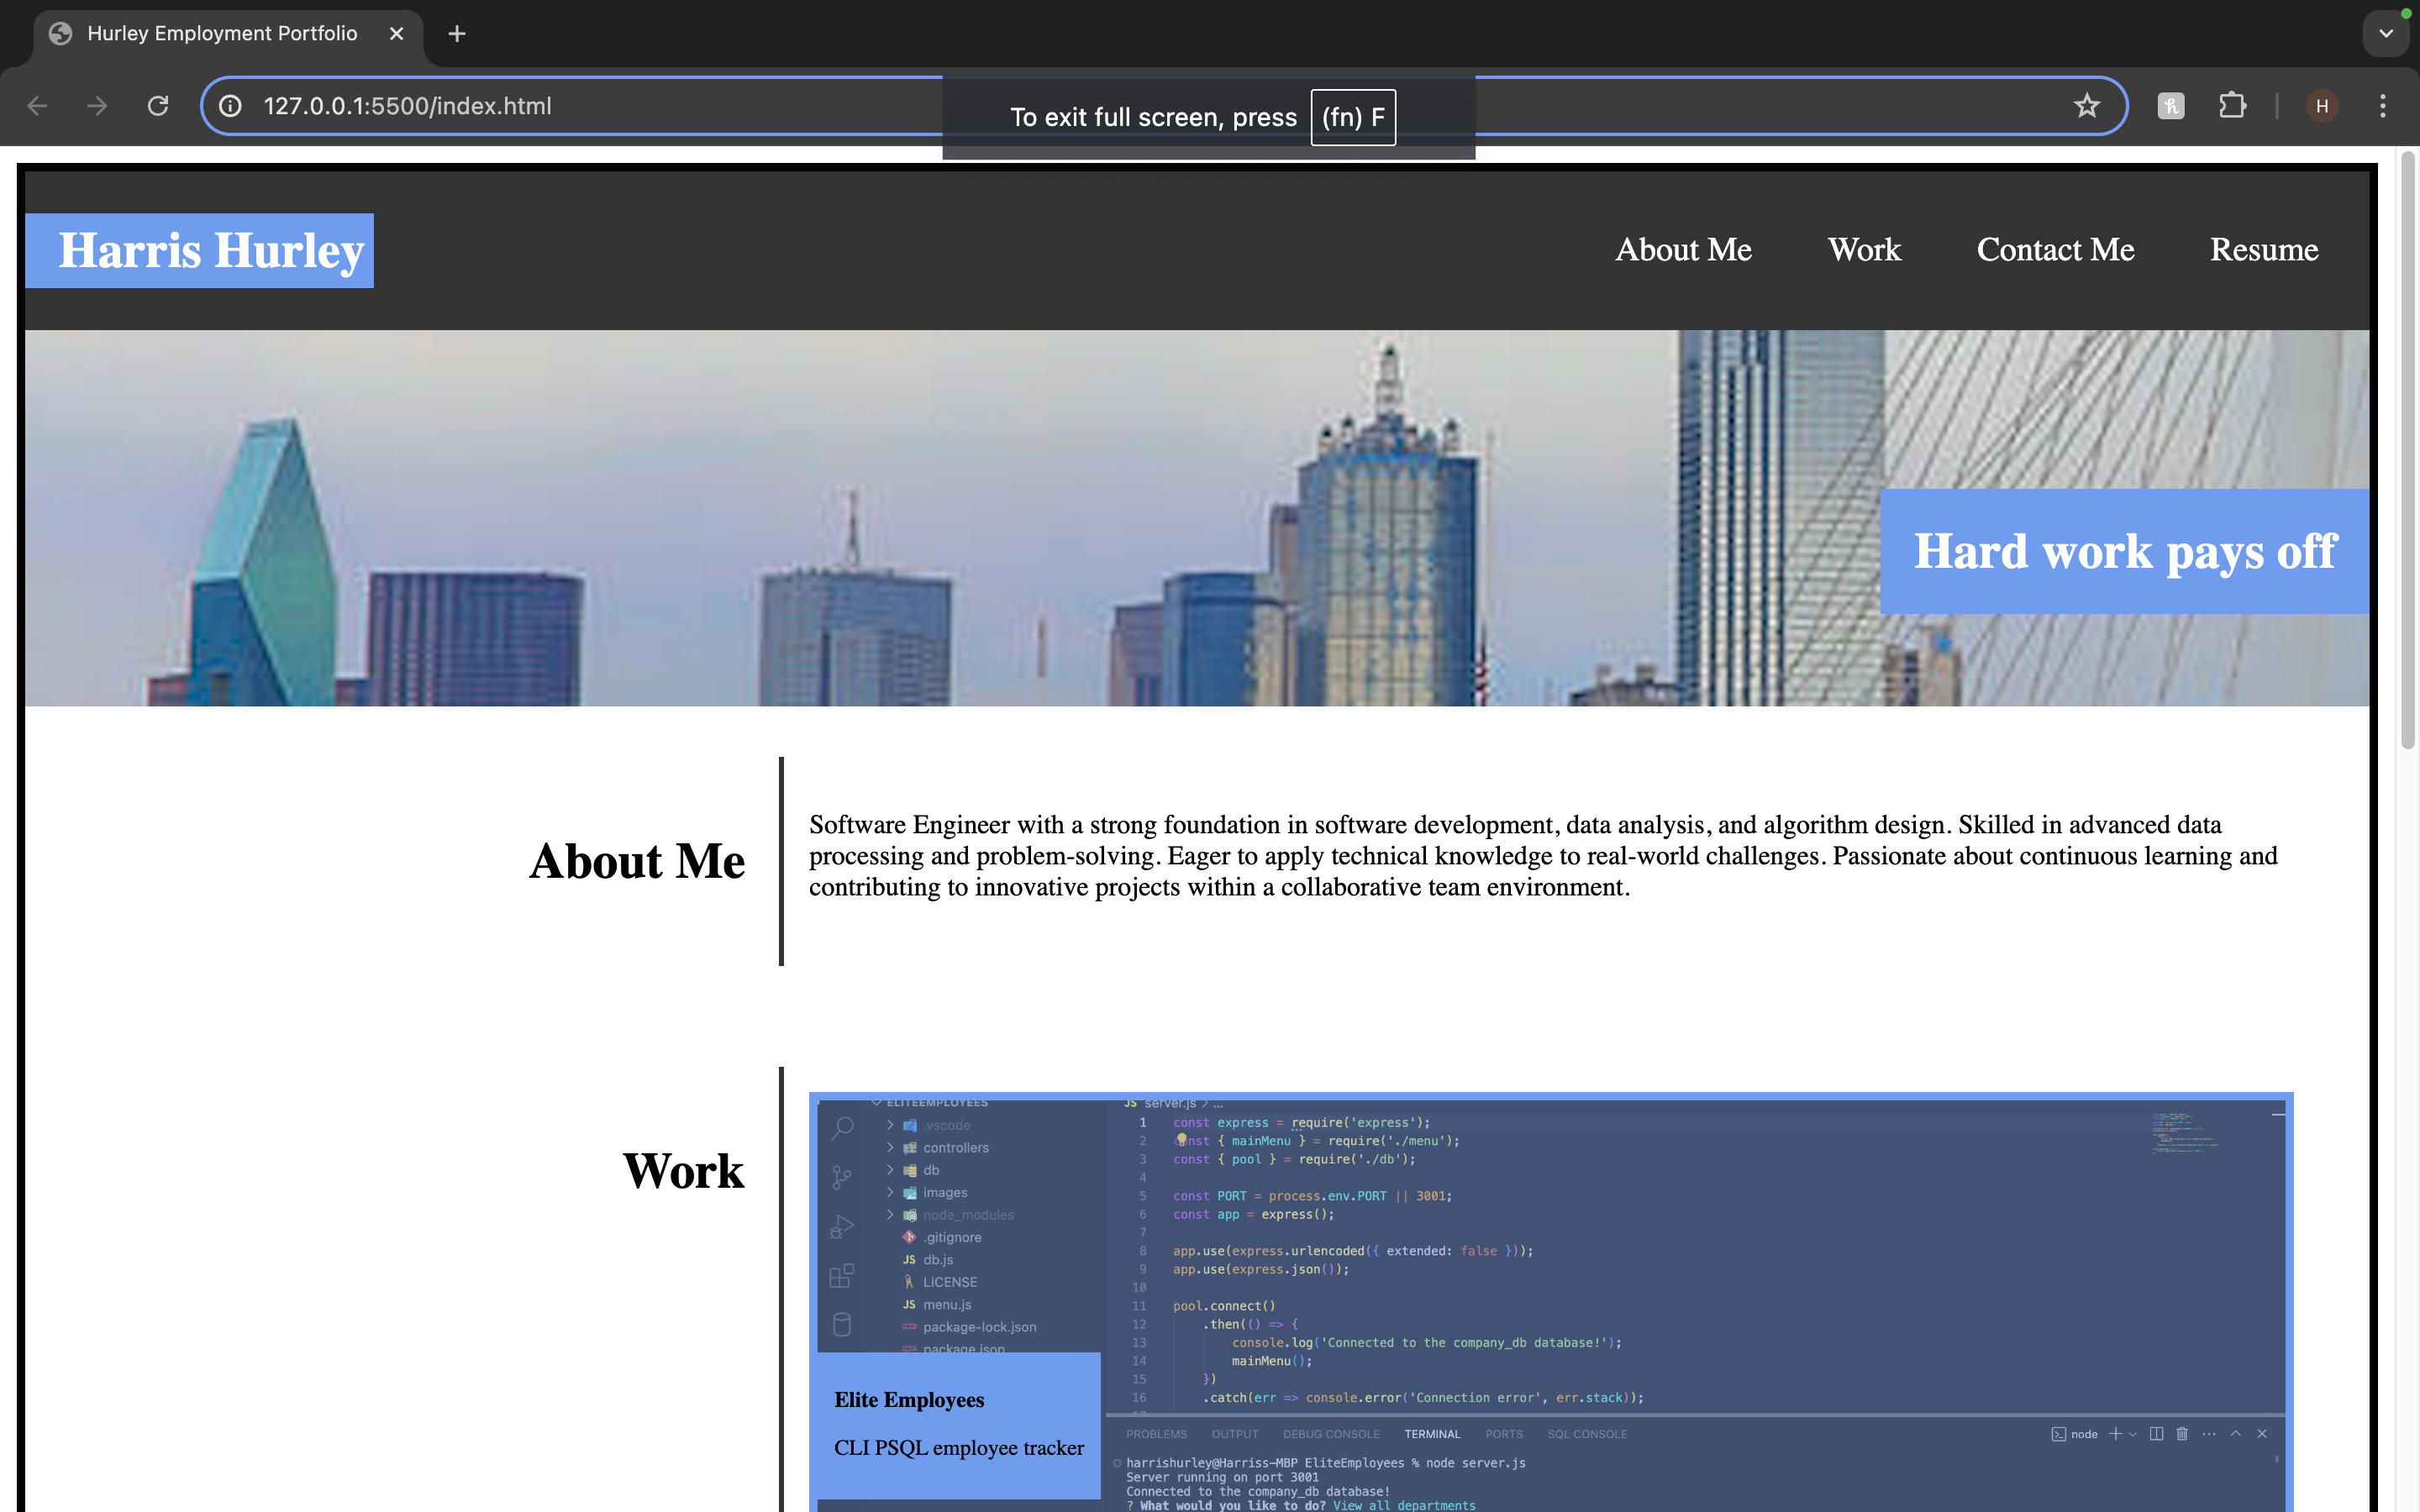 Hurley Employment Portfolio
127.0.0.1:5500/index.html
To exit full screen, press (fn) F
H
Harris Hurley
About Me Work Contact Me Resume
Hard work pays off
About Me
Software Engineer with a strong foundation in software development, data analysis, and algorithm design. Skilled in advanced data
processing and problem-solving. Eager to apply technical knowledge to real-world challenges. Passionate about continuous learning and
contributing to innovative projects within a collaborative team environment.
Work
ELITEEMPLOYEES
.vscode
controllers
db
images
node_modules
.gitignore
JS db.js
LICENSE
JS menu.js
package-lock.json
package.json
JS server.js > ...
1 const express = require('express');
2 const { mainMenu } = require('./menu');
3 const { pool } = require('./db');
4
5 const PORT = process.env.PORT || 3001;
6 const app = express();
7
8 app.use(express.urlencoded({ extended: false }));
9 app.use(express.json());
10
11 pool.connect()
12 .then(() => {
13 console.log('Connected to the company_db database!');
14 mainMenu();
15 })
16 .catch(err => console.error('Connection error', err.stack));
Elite Employees
CLI PSQL employee tracker
PROBLEMS OUTPUT DEBUG CONSOLE TERMINAL PORTS SQL CONSOLE
node
harrishurley@Harriss-MBP EliteEmployees % node server.js
Server running on port 3001
Connected to the company_db database!
? What would you like to do? View all departments